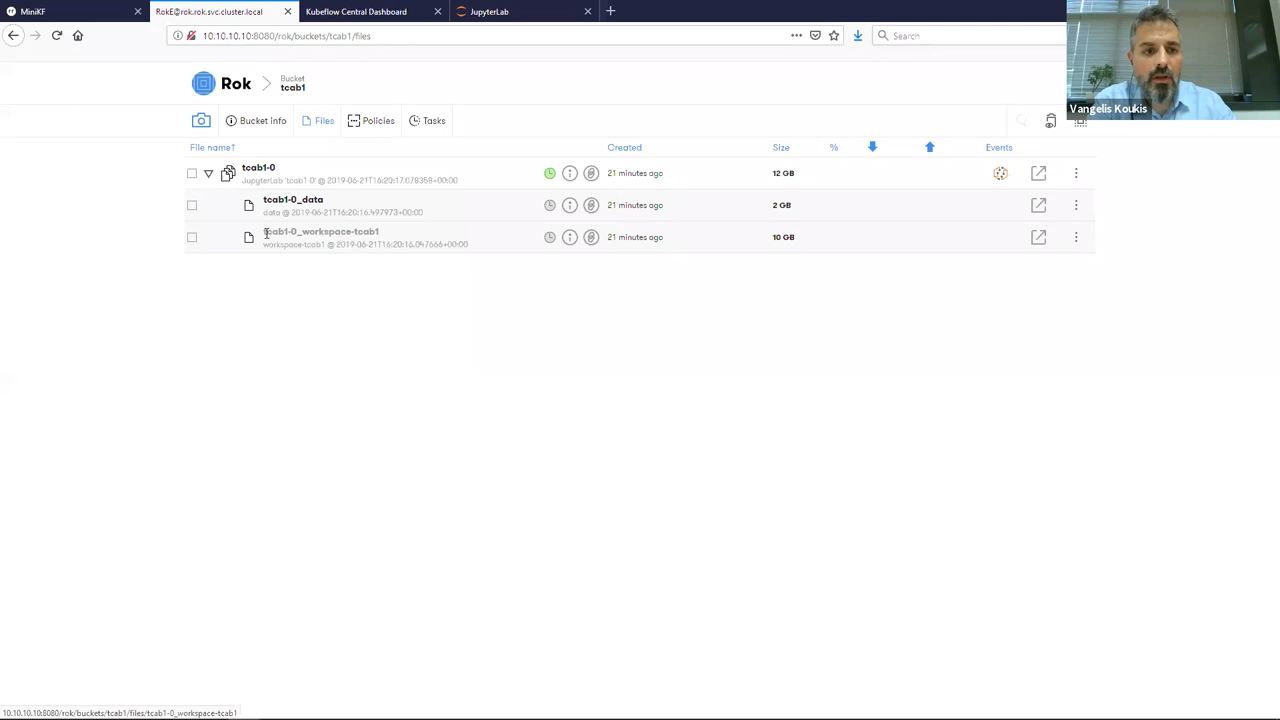 MiniKF
RokE@rok.rok.svc.cluster.local
Kubeflow Central Dashboard
JupyterLab
10.10.10.10:8080/rok/buckets/tcab1/files
Search
Rok
Bucket
tcab1
Bucket Info
Files
Policies
Tasks
File name↑
Created
Size
%
Events
tcab1-0
JupyterLab 'tcab1-0' @ 2019-06-21T16:20:17.078358+00:00
21 minutes ago
12 GB
tcab1-0_data
data @ 2019-06-21T16:20:16.497973+00:00
21 minutes ago
2 GB
tcab1-0_workspace-tcab1
workspace-tcab1 @ 2019-06-21T16:20:16.047666+00:00
21 minutes ago
10 GB
Vangelis Koukis
10.10.10.10:8080/rok/buckets/tcab1/files/tcab1-0_workspace-tcab1